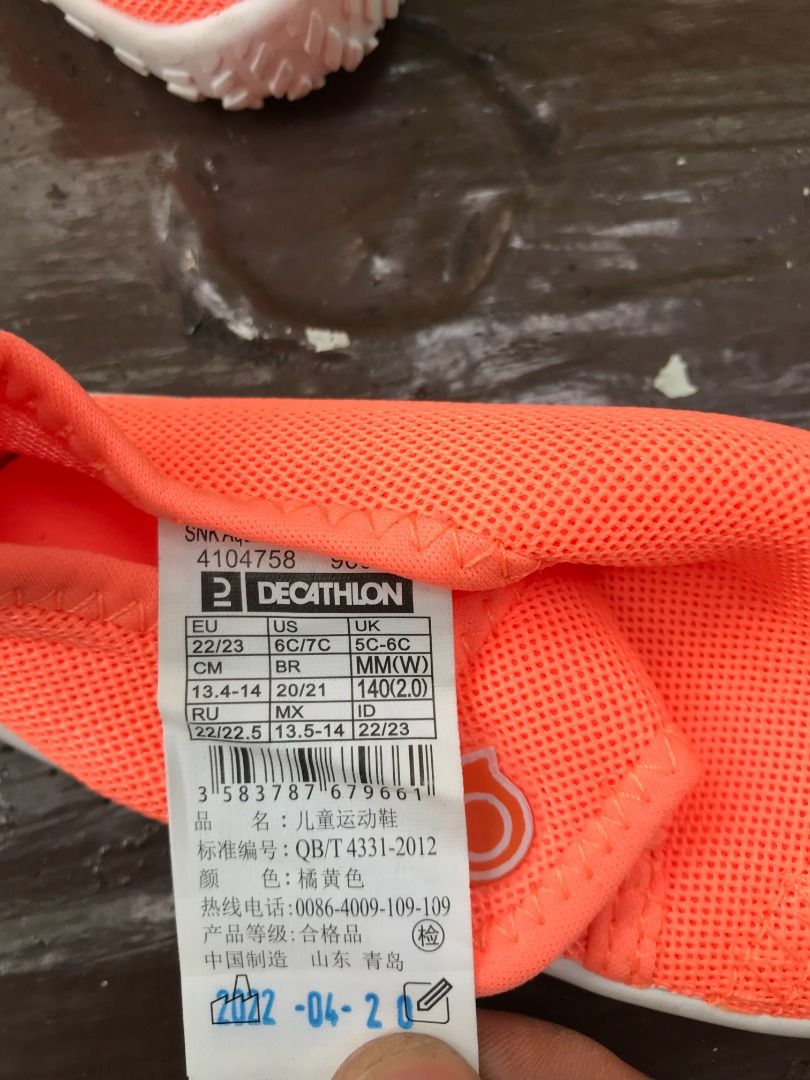 4104758
DECATHLON
EU US UK
22/23 6C/7C 5C-6C
CM BR MM(W)
13.4-14 20/21 140(2.0)
RU MX ID
22/22.5 13.5-14 22/23
3 583787 679661
品 名：儿童运动鞋
标准编号：QB/T 4331-2012
颜 色：橘黄色
热线电话:0086-4009-109-109
产品等级:合格品 检
中国制造 山东 青岛
2022 -04- 20